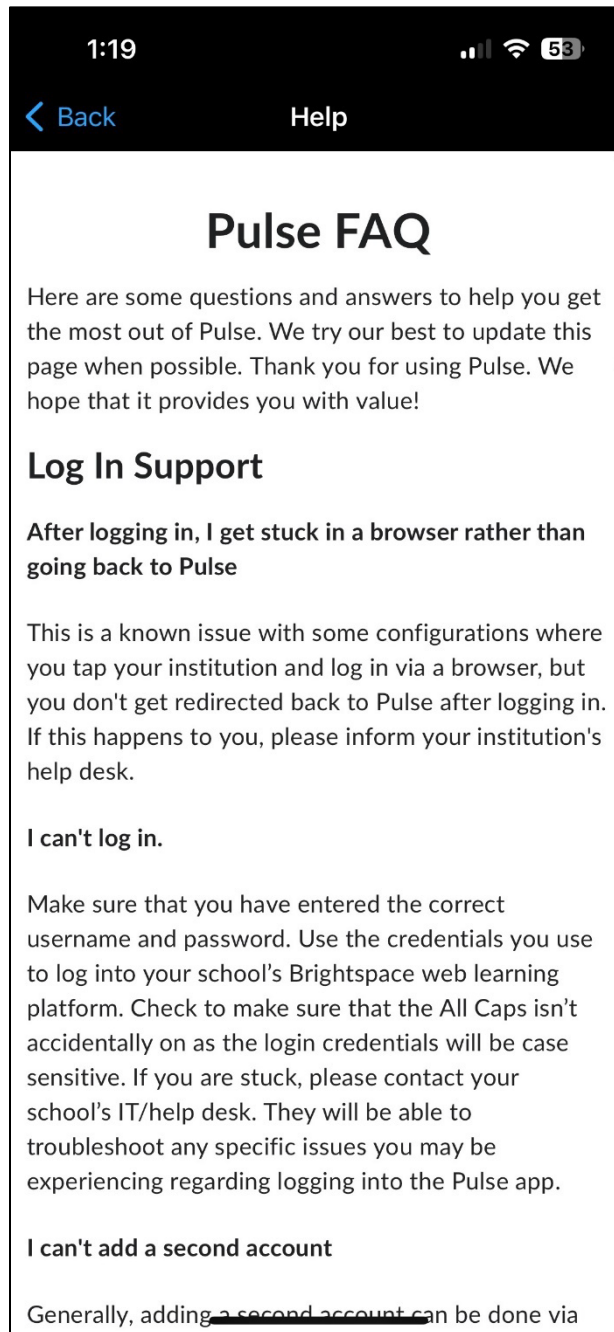 1:19
53
Back
Help
Pulse FAQ
Here are some questions and answers to help you get
the most out of Pulse. We try our best to update this
page when possible. Thank you for using Pulse. We
hope that it provides you with value!
Log In Support
After logging in, I get stuck in a browser rather than
going back to Pulse
This is a known issue with some configurations where
you tap your institution and log in via a browser, but
you don't get redirected back to Pulse after logging in.
If this happens to you, please inform your institution's
help desk.
I can't log in.
Make sure that you have entered the correct
username and password. Use the credentials you use
to log into your school’s Brightspace web learning
platform. Check to make sure that the All Caps isn’t
accidentally on as the login credentials will be case
sensitive. If you are stuck, please contact your
school’s IT/help desk. They will be able to
troubleshoot any specific issues you may be
experiencing regarding logging into the Pulse app.
I can't add a second account
Generally, adding a second account can be done via